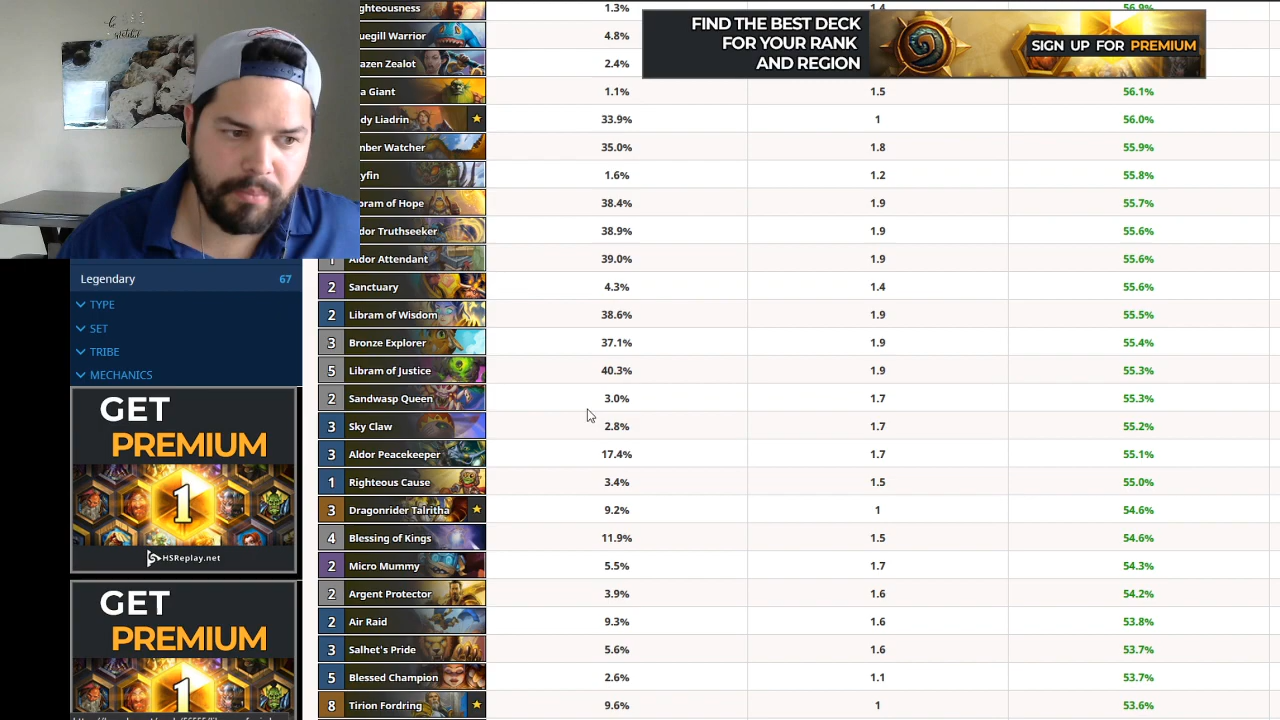 ghteousness 1.3% 1.4 56.9%
FIND THE BEST DECK
FOR YOUR RANK
AND REGION
SIGN UP FOR PREMIUM
uegill Warrior 4.8%
azen Zealot 2.4%
a Giant 1.1% 1.5 56.1%
dy Liadrin 33.9% 1 56.0%
mber Watcher 35.0% 1.8 55.9%
yfin 1.6% 1.2 55.8%
oram of Hope 38.4% 1.9 55.7%
dor Truthseeker 38.9% 1.9 55.6%
1 Aldor Attendant 39.0% 1.9 55.6%
2 Sanctuary 4.3% 1.4 55.6%
2 Libram of Wisdom 38.6% 1.9 55.5%
3 Bronze Explorer 37.1% 1.9 55.4%
5 Libram of Justice 40.3% 1.9 55.3%
2 Sandwasp Queen 3.0% 1.7 55.3%
3 Sky Claw 2.8% 1.7 55.2%
3 Aldor Peacekeeper 17.4% 1.7 55.1%
1 Righteous Cause 3.4% 1.5 55.0%
3 Dragonrider Talritha 9.2% 1 54.6%
4 Blessing of Kings 11.9% 1.5 54.6%
2 Micro Mummy 5.5% 1.7 54.3%
2 Argent Protector 3.9% 1.6 54.2%
2 Air Raid 9.3% 1.6 53.8%
3 Salhet's Pride 5.6% 1.6 53.7%
5 Blessed Champion 2.6% 1.1 53.7%
8 Tirion Fordring 9.6% 1 53.6%
Legendary 67
TYPE
SET
TRIBE
MECHANICS
GET
PREMIUM
1
HSReplay.net
GET
PREMIUM
1